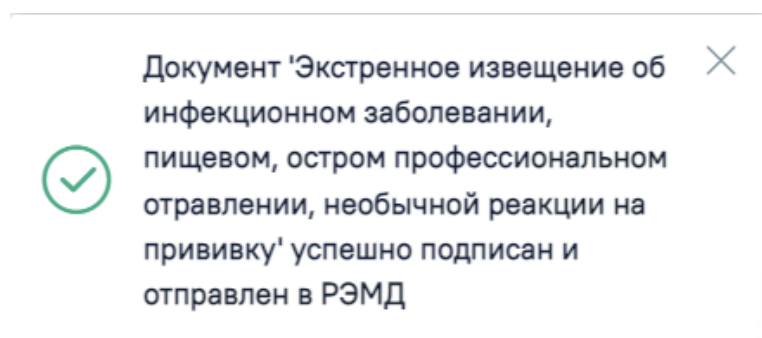 Документ 'Экстренное извещение об
инфекционном заболевании,
пищевом, остром профессиональном
отравлении, необычной реакции на
прививку' успешно подписан и
отправлен в РЭМД